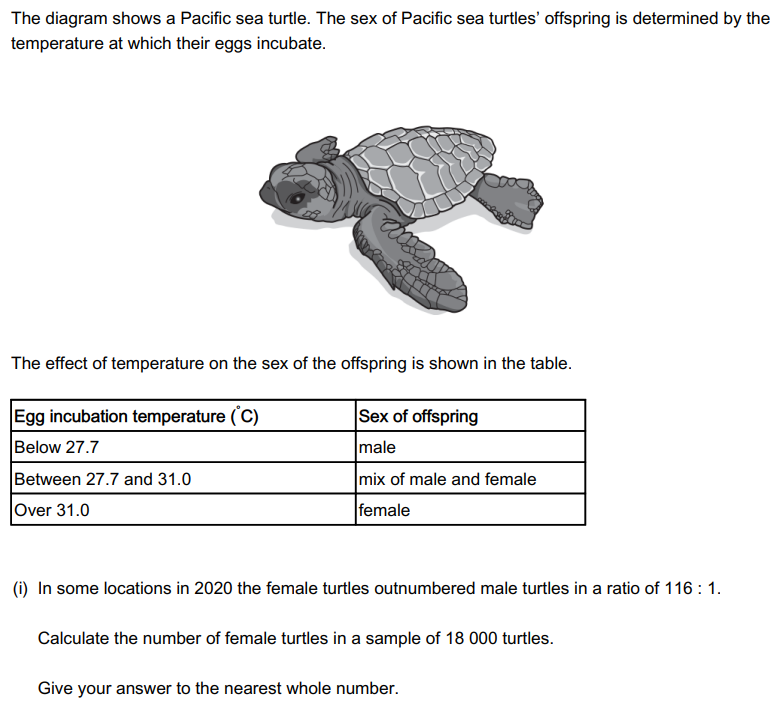 The diagram shows a Pacific sea turtle. The sex of Pacific sea turtles’ offspring is determined by the
temperature at which their eggs incubate.
The effect of temperature on the sex of the offspring is shown in the table.
Egg incubation temperature (°C) Sex of offspring
Below 27.7 male
Between 27.7 and 31.0 mix of male and female
Over 31.0 female
(i) In some locations in 2020 the female turtles outnumbered male turtles in a ratio of 116 : 1.
Calculate the number of female turtles in a sample of 18 000 turtles.
Give your answer to the nearest whole number.